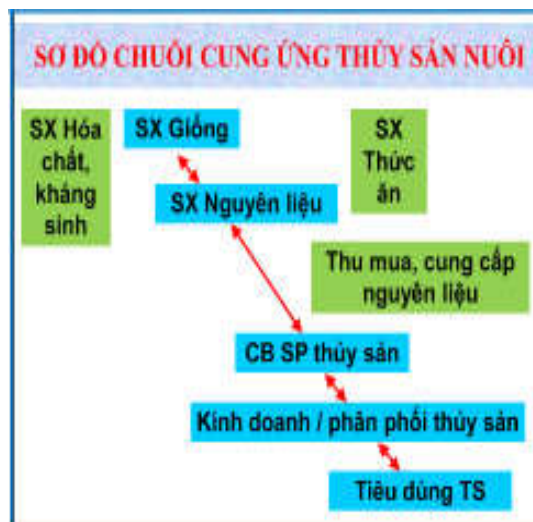 SƠ ĐỒ CHUỖI CUNG ỨNG THỦY SẢN NUÔI
SX Hóa
chất,
kháng
sinh
SX Giống
SX
Thức
ăn
SX Nguyên liệu
Thu mua, cung cấp
nguyên liệu
CB SP thủy sản
Kinh doanh / phân phối thủy sản
Tiêu dùng TS